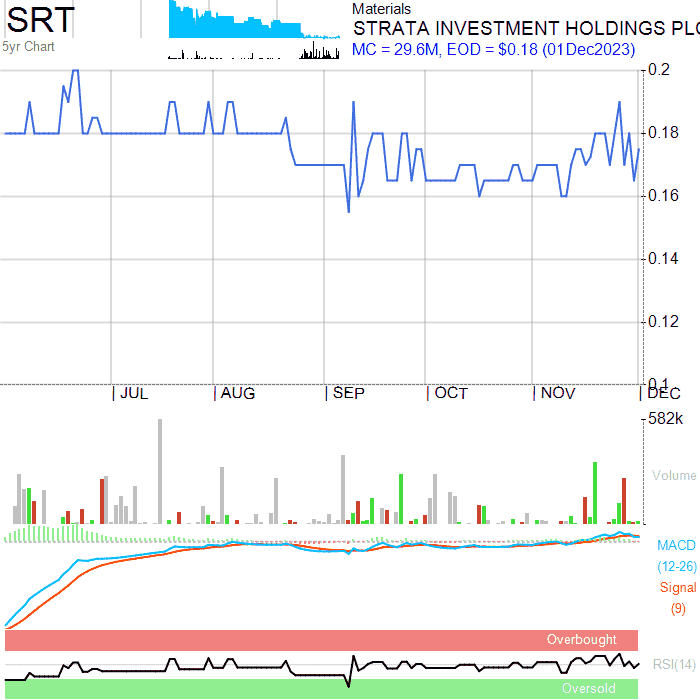 SRT
5yr Chart
Materials
STRATA INVESTMENT HOLDINGS PLC
MC = 29.6M, EOD = $0.18 (01Dec2023)
0.2
0.18
0.16
0.14
0.12
0.1
JUL AUG SEP OCT NOV DEC
582k
Volume
MACD
(12-26)
Signal
(9)
Overbought
RSI(14)
Oversold